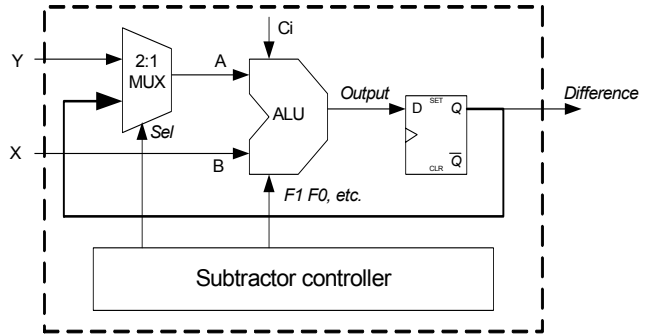 Ci
Y
2:1
MUX
A
Output
Difference
D
SET
Q
ALU
Sel
X
B
CLR
Q
F1 F0, etc.
Subtractor controller